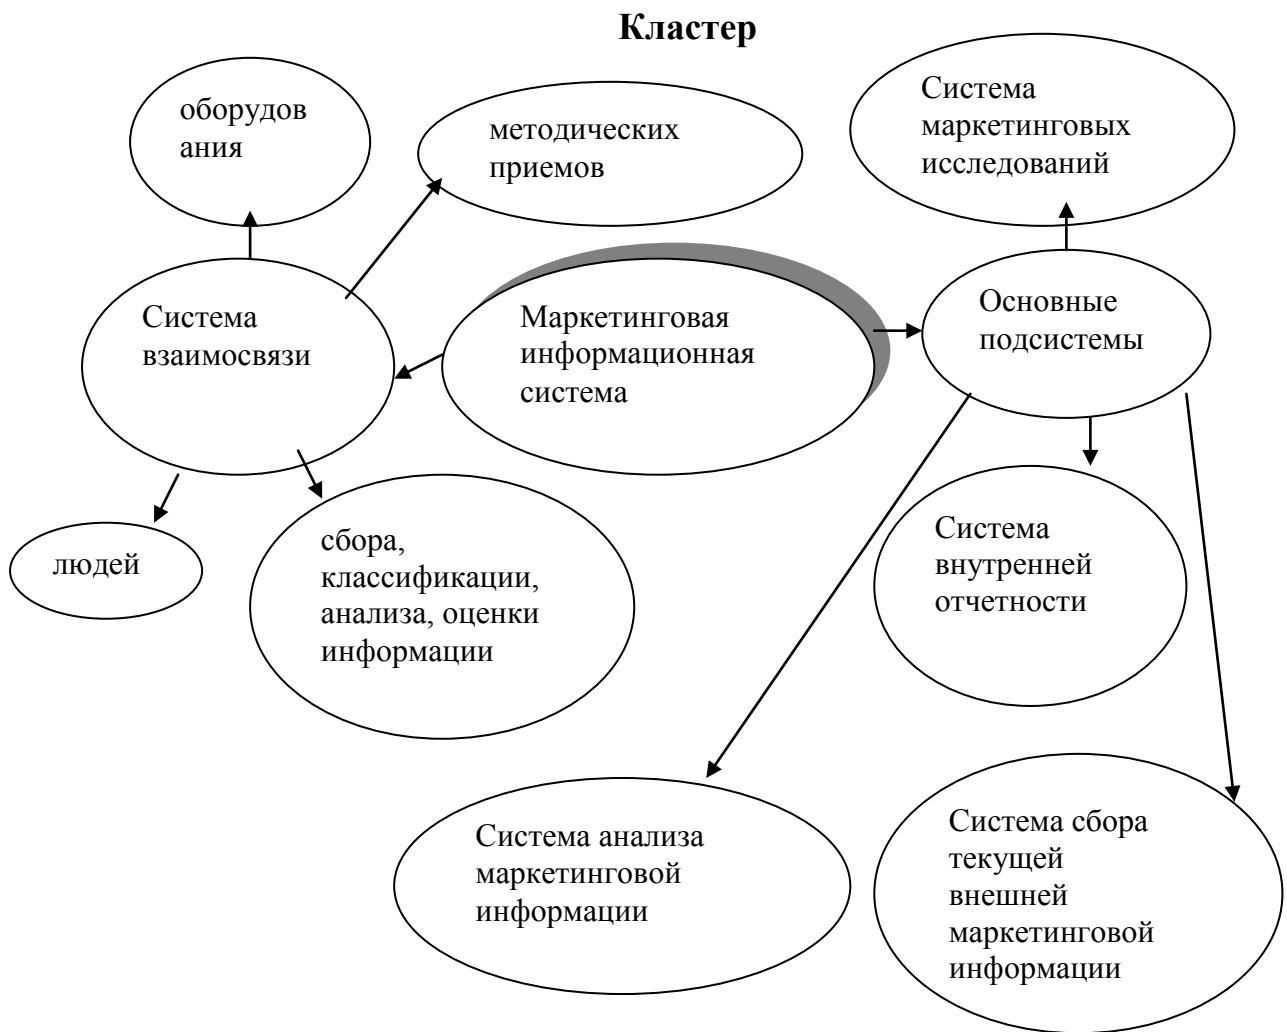 Кластер
оборудов
ания
методических
приемов
Система
маркетинговых
исследований
Система
взаимосвязи
Маркетинговая
информационная
система
Основные
подсистемы
людей
сбора,
классификации,
анализа, оценки
информации
Система
внутренней
отчетности
Система анализа
маркетинговой
информации
Система сбора
текущей
внешней
маркетинговой
информации